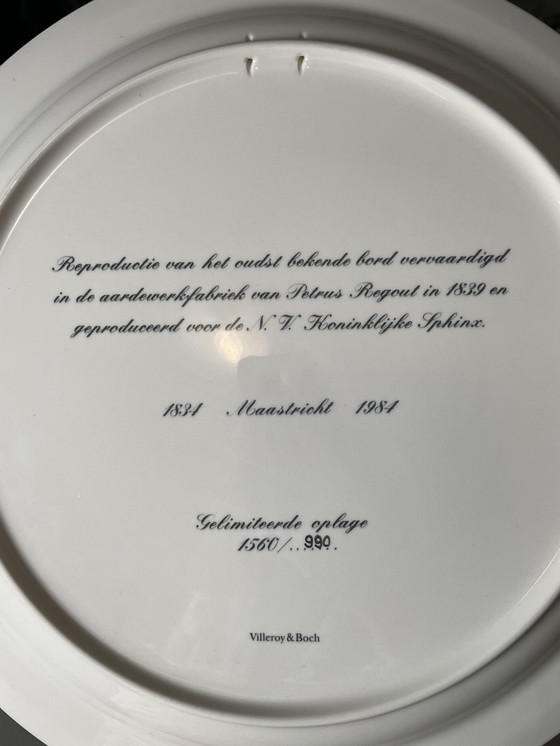 Reproductie van het oudst bekende bord vervaardigd
in de aardewerkfabriek van Petrus Regout in 1839 en
geproduceerd voor de N.V. Koninklijke Sphinx.
1834 Maastricht 1984
Gelimiteerde oplage
1560/..990.
Villeroy & Boch